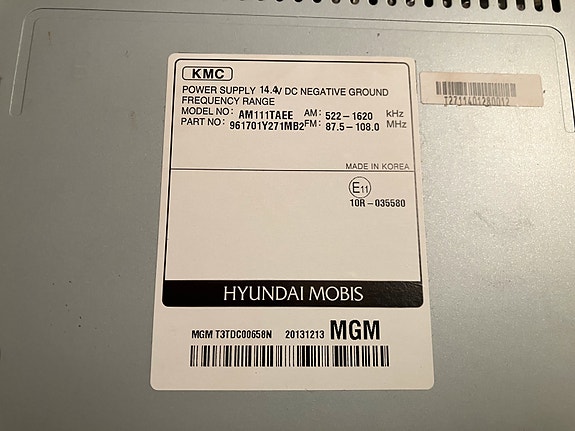 KMC
POWER SUPPLY 14.4V DC NEGATIVE GROUND
FREQUENCY RANGE
MODEL NO: AM111TAEE AM: 522-1620 kHz
PART NO: 961701Y271MB2 FM: 87.5-108.0 MHz
MADE IN KOREA
E11
10R-035580
HYUNDAI MOBIS
MGM T3TDC00658N 20131213 MGM